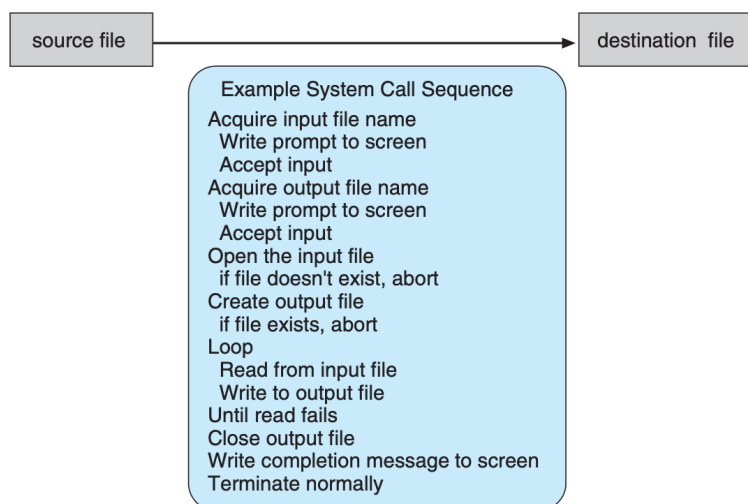 source file
destination file
Example System Call Sequence
Acquire input file name
Write prompt to screen
Accept input
Acquire output file name
Write prompt to screen
Accept input
Open the input file
if file doesn't exist, abort
Create output file
if file exists, abort
Loop
Read from input file
Write to output file
Until read fails
Close output file
Write completion message to screen
Terminate normally